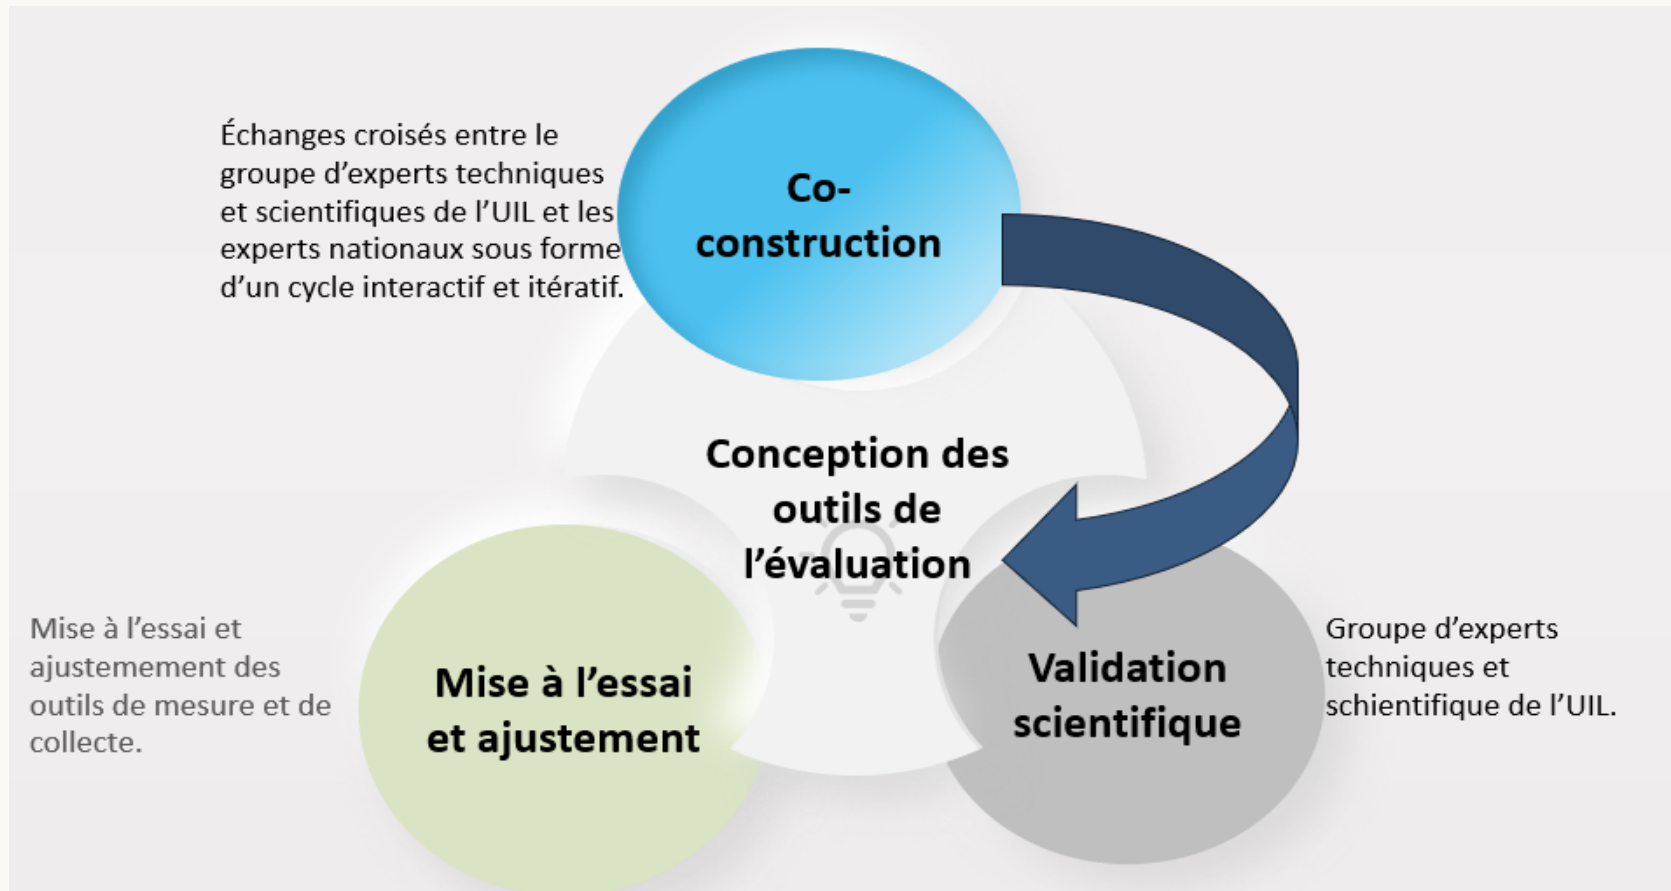 Échanges croisés entre le
groupe d’experts techniques
et scientifiques de l’UIL et les
experts nationaux sous forme
d’un cycle interactif et itératif.
Co-
construction
Conception des
outils de
l’évaluation
Mise à l’essai et
ajustemement des
outils de mesure et de
collecte.
Mise à l’essai
et ajustement
Validation
scientifique
Groupe d’experts
techniques et
schientifique de l’UIL.